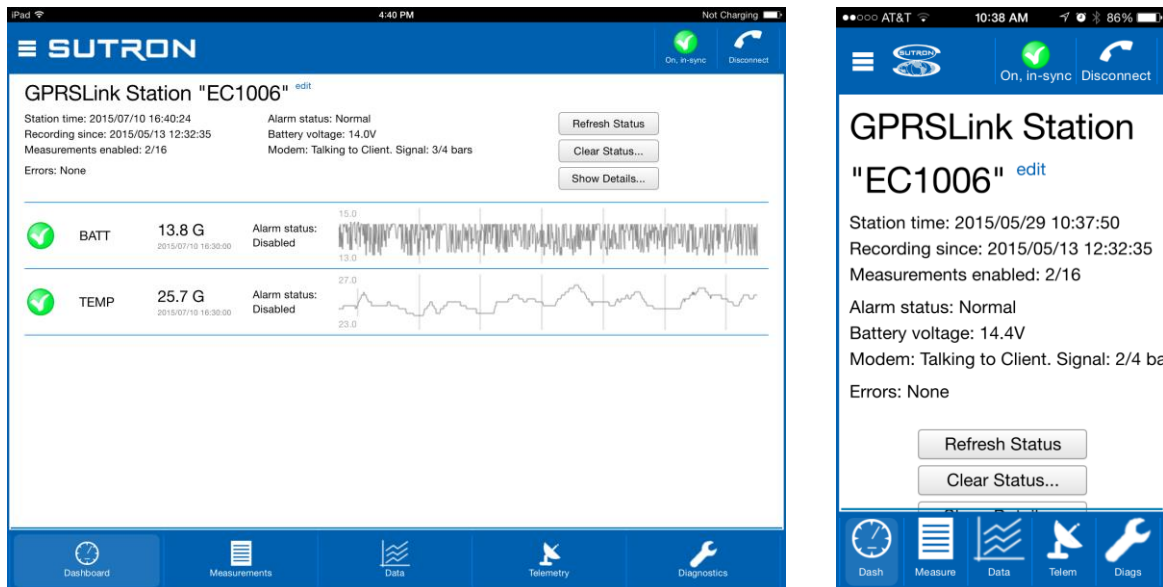 iPad
4:40 PM
Not Charging
SUTRON
On, in-sync
Disconnect
GPRSLink Station "EC1006" edit
Station time: 2015/07/10 16:40:24
Recording since: 2015/05/13 12:32:35
Measurements enabled: 2/16
Errors: None
Alarm status: Normal
Battery voltage: 14.0V
Modem: Talking to Client. Signal: 3/4 bars
Refresh Status
Clear Status...
Show Details...
BATT
13.8 G
2015/07/10 16:30:00
Alarm status:
Disabled
15.0
13.0
TEMP
25.7 G
2015/07/10 16:30:00
Alarm status:
Disabled
27.0
23.0
Dashboard
Measurements
Data
Telemetry
Diagnostics
AT&T
10:38 AM
86%
SUTRON
On, in-sync
Disconnect
GPRSLink Station
"EC1006" edit
Station time: 2015/05/29 10:37:50
Recording since: 2015/05/13 12:32:35
Measurements enabled: 2/16
Alarm status: Normal
Battery voltage: 14.4V
Modem: Talking to Client. Signal: 2/4 ba
Errors: None
Refresh Status
Clear Status...
Dash
Measure
Data
Telem
Diags